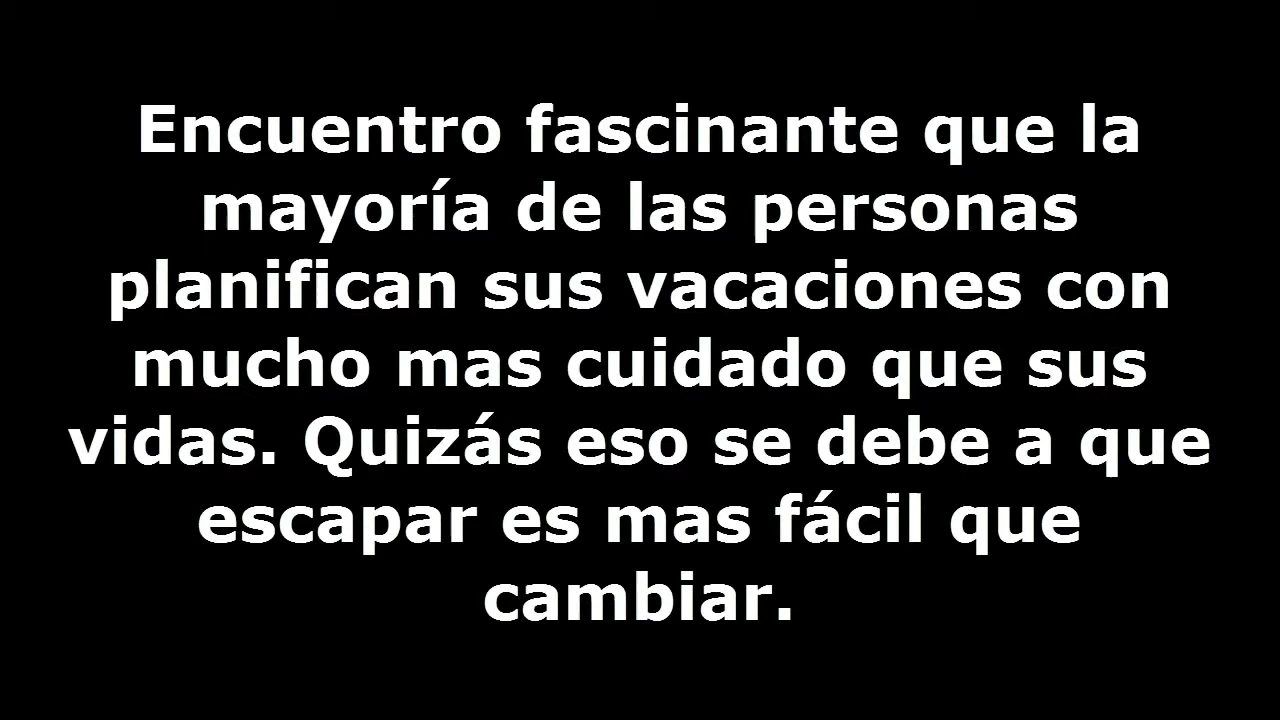 Encuentro fascinante que la
mayoría de las personas
planifican sus vacaciones con
mucho mas cuidado que sus
vidas. Quizás eso se debe a que
escapar es mas fácil que
cambiar.